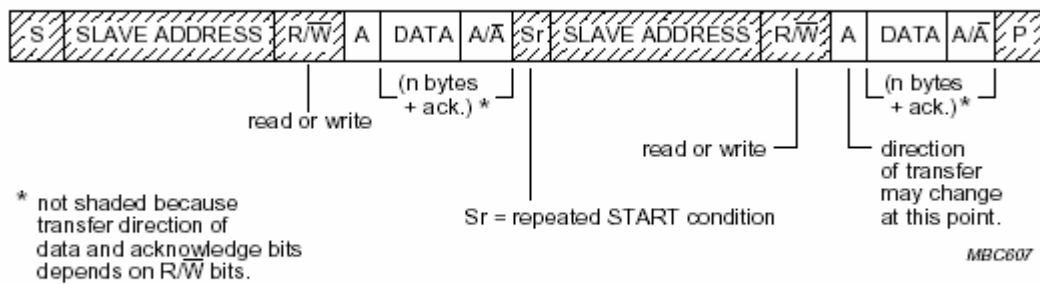 S SLAVE ADDRESS R/W̅ A DATA A/A̅ Sr SLAVE ADDRESS R/W̅ A DATA A/A̅ P
(n bytes
+ ack.) *
(n bytes
+ ack.) *
read or write
read or write
direction
of transfer
may change
at this point.
* not shaded because
transfer direction of
data and acknowledge bits
depends on R/W̅ bits.
Sr = repeated START condition
MBC607